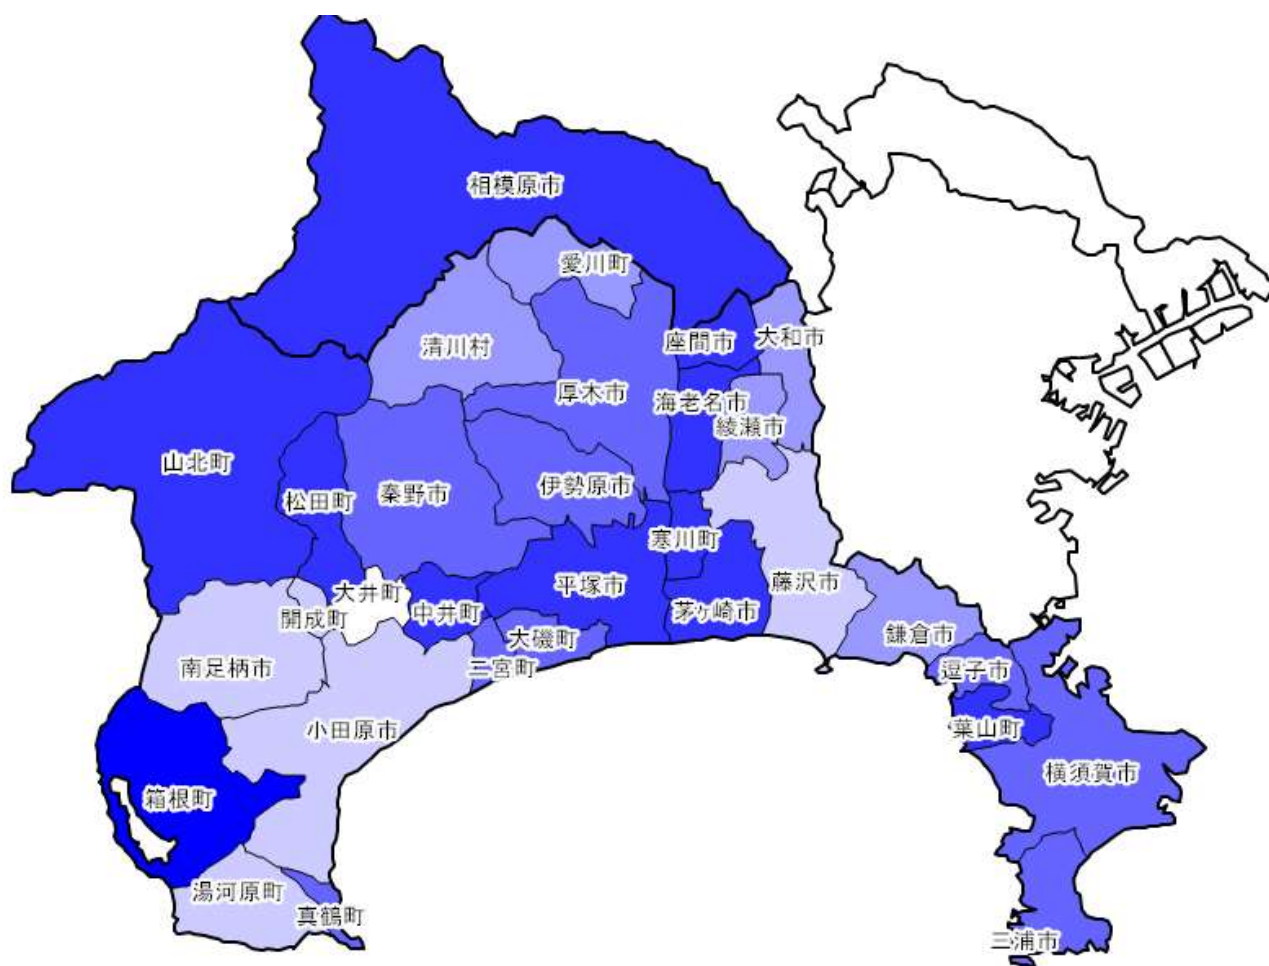 相模原市
愛川町
座間市
大和市
清川村
厚木市
海老名市
綾瀬市
山北町
松田町
秦野市
伊勢原市
寒川町
大井町
平塚市
藤沢市
開成町
中井町
茅ヶ崎市
大磯町
鎌倉市
南足柄市
二宮町
逗子市
小田原市
葉山町
横須賀市
箱根町
湯河原町
真鶴町
三浦市